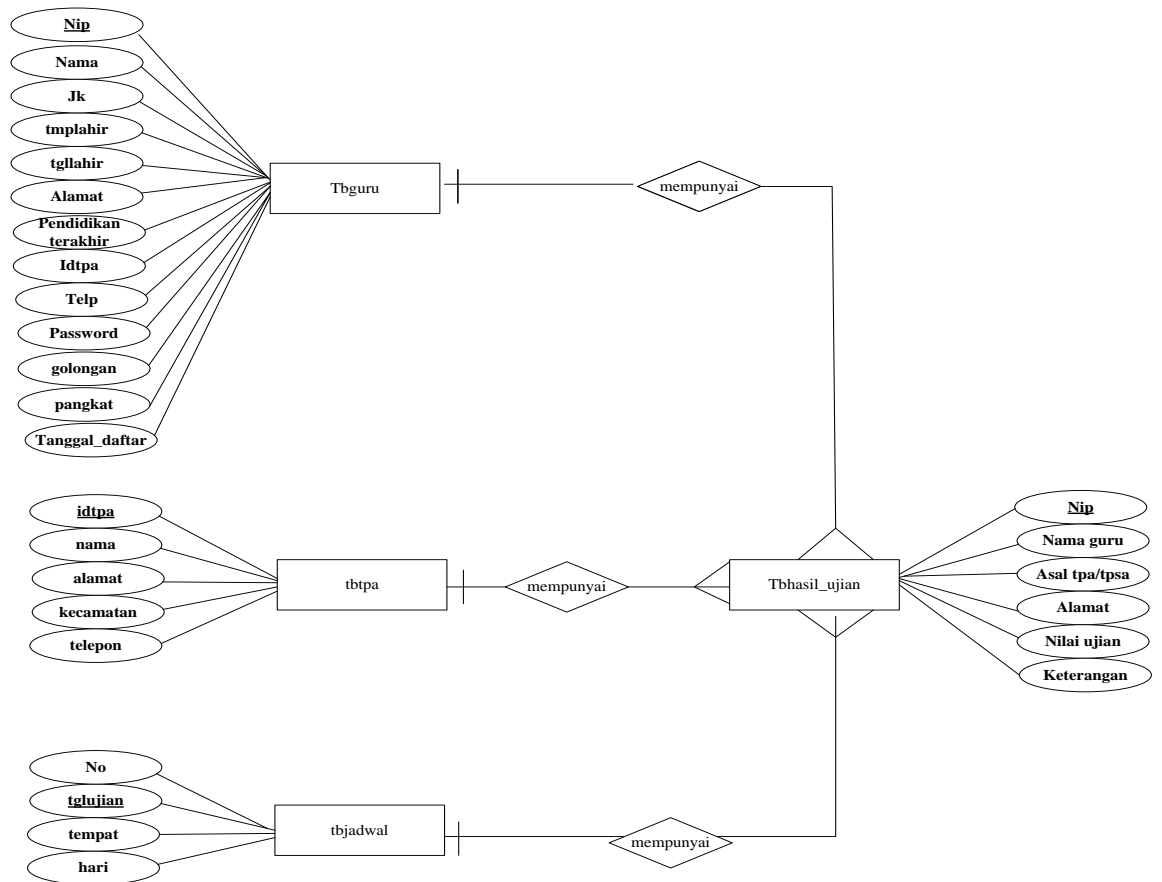 Nip
Nama
Jk
tmplahir
tgllahir
Alamat
Pendidikan
terakhir
Idtpa
Telp
Password
golongan
pangkat
Tanggal_daftar
Tbguru
mempunyai
idtpa
nama
alamat
kecamatan
telepon
tbtpa
mempunyai
Tbhasil_ujian
Nip
Nama guru
Asal tpa/tpsa
Alamat
Nilai ujian
Keterangan
No
tglujian
tempat
hari
tbjadwal
mempunyai